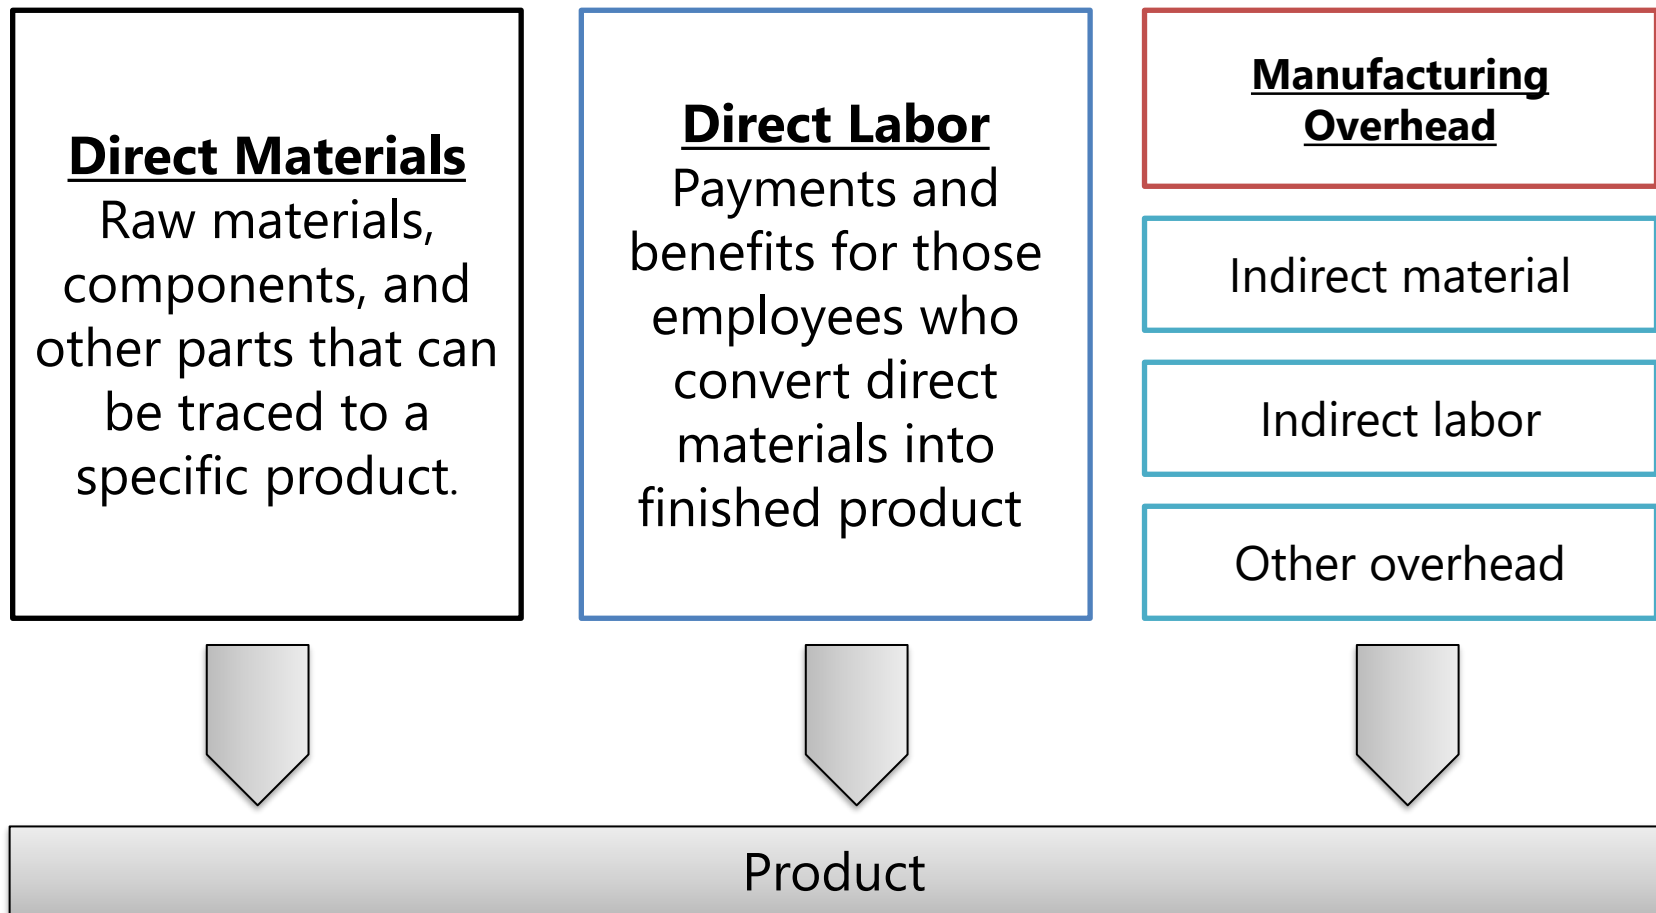 Direct Materials
Raw materials,
components, and
other parts that can
be traced to a
specific product.
Direct Labor
Payments and
benefits for those
employees who
convert direct
materials into
finished product
Manufacturing
Overhead
Indirect material
Indirect labor
Other overhead
Product